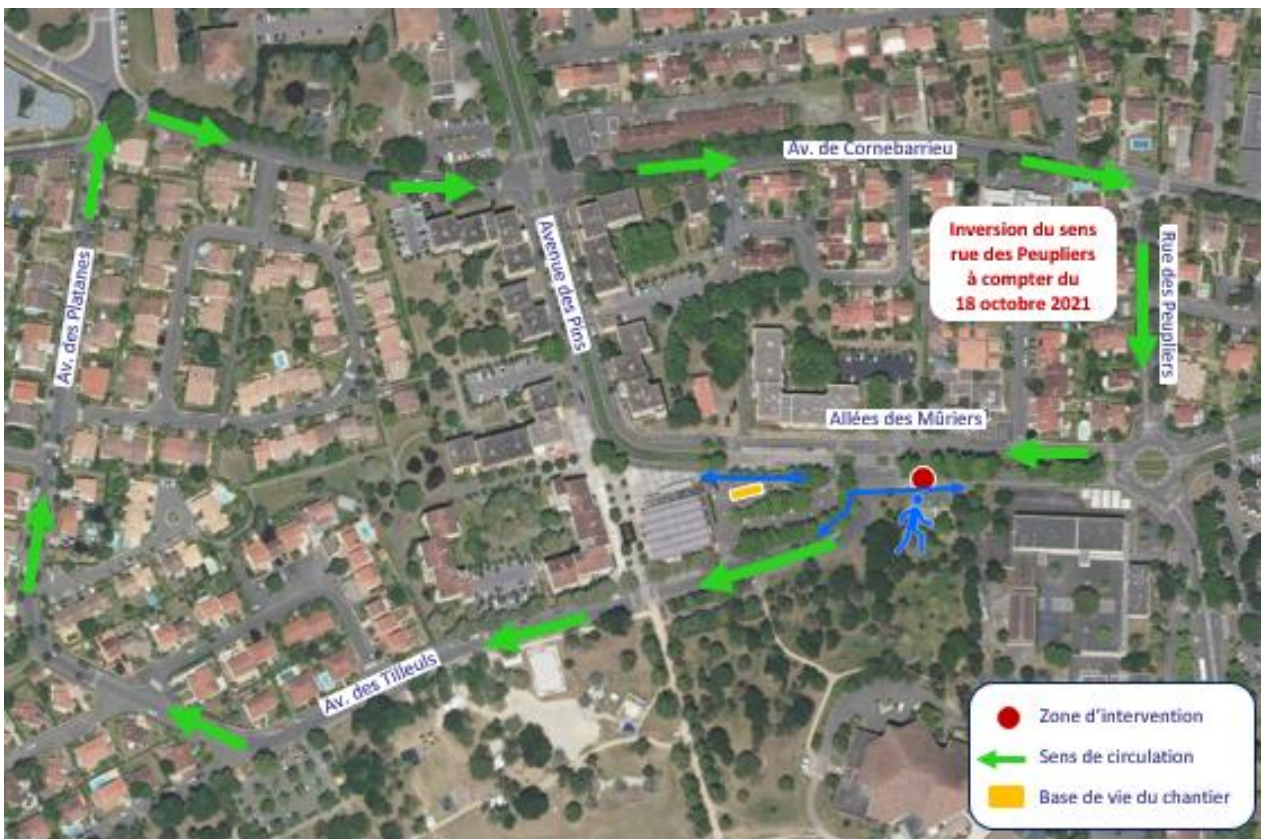 Av. de Cornebarrieu
Inversion du sens
rue des Peupliers
à compter du
18 octobre 2021
Rue des Peupliers
Avenue des Pins
Av. des Platanes
Allées des Mûriers
Av. des Tilleuls
Zone d'intervention
Sens de circulation
Base de vie du chantier